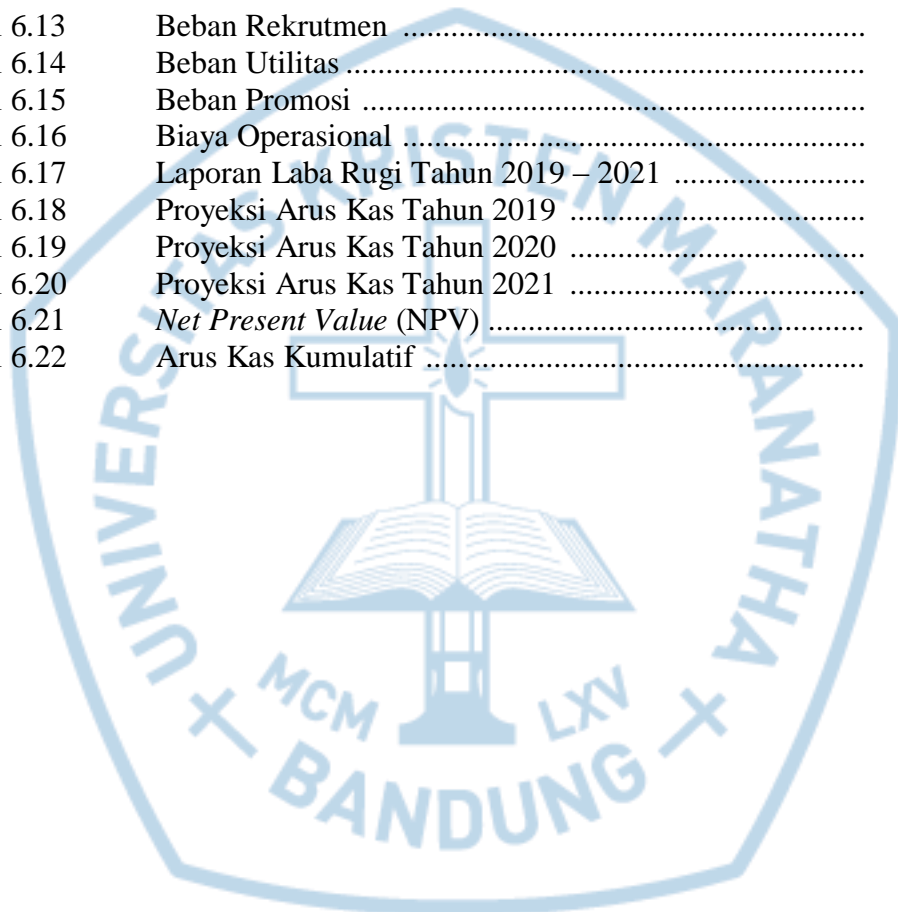 6.13 Beban Rekrutmen ..........................................................................
6.14 Beban Utilitas ...................................................................................
6.15 Beban Promosi ................................................................................
6.16 Biaya Operasional ..........................................................................
6.17 Laporan Laba Rugi Tahun 2019 – 2021 ..............................
6.18 Proyeksi Arus Kas Tahun 2019 ...............................................
6.19 Proyeksi Arus Kas Tahun 2020 ...............................................
6.20 Proyeksi Arus Kas Tahun 2021 ...............................................
6.21 Net Present Value (NPV) ............................................................
6.22 Arus Kas Kumulatif ......................................................................
UNIVERSITAS KRISTEN MARANATHA
MCM LXV
BANDUNG